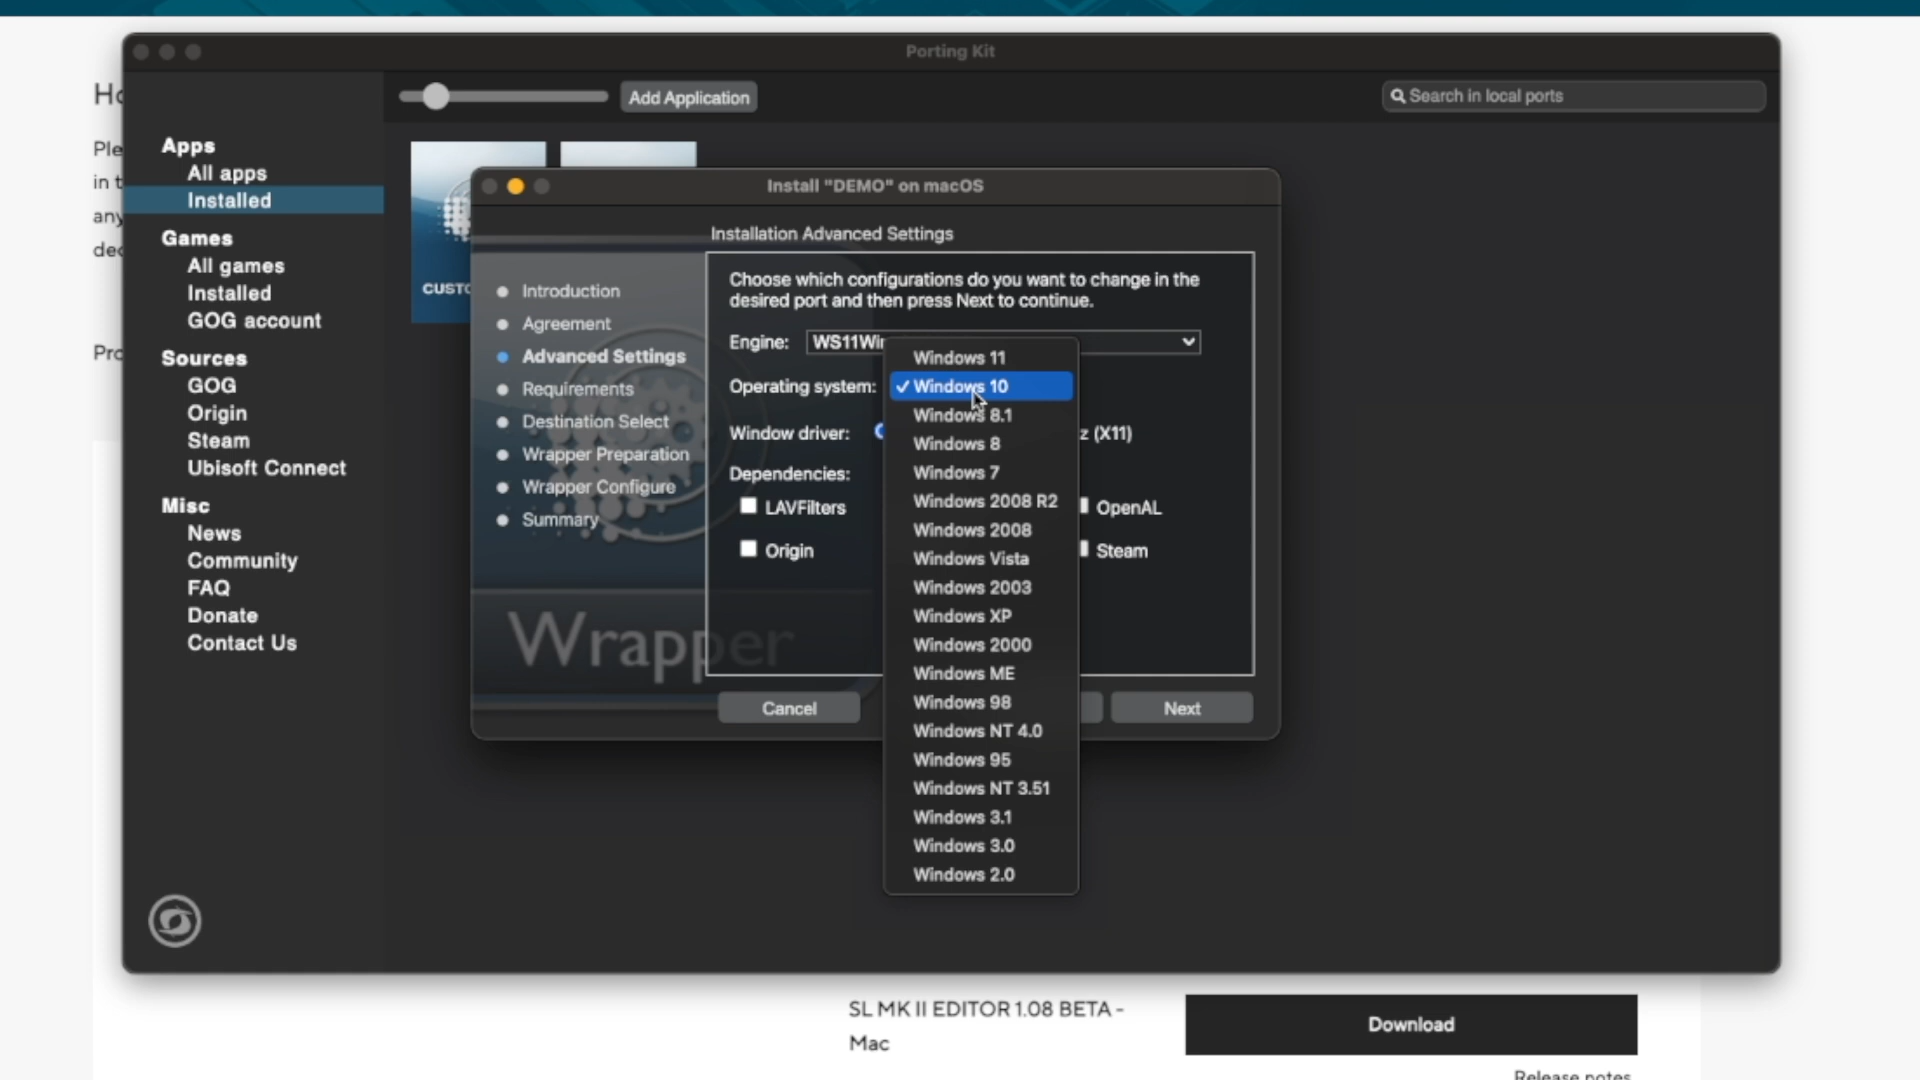 Porting Kit
Add Application
Search in local ports
Apps
All apps
Installed
Games
All games
Installed
GOG account
Sources
GOG
Origin
Steam
Ubisoft Connect
Misc
News
Community
FAQ
Donate
Contact Us
Install "DEMO" on macOS
Installation Advanced Settings
Introduction
Agreement
Advanced Settings
Requirements
Destination Select
Wrapper Preparation
Wrapper Configure
Summary
Wrapper
Choose which configurations do you want to change in the
desired port and then press Next to continue.
Engine: WS11Win
Operating system:
Window driver: z (X11)
Dependencies:
LAVFilters
OpenAL
Origin
Steam
Windows 11
✓ Windows 10
Windows 8.1
Windows 8
Windows 7
Windows 2008 R2
Windows 2008
Windows Vista
Windows 2003
Windows XP
Windows 2000
Windows ME
Windows 98
Windows NT 4.0
Windows 95
Windows NT 3.51
Windows 3.1
Windows 3.0
Windows 2.0
Cancel
Next
SL MK II EDITOR 1.08 BETA -
Mac
Download
Release notes